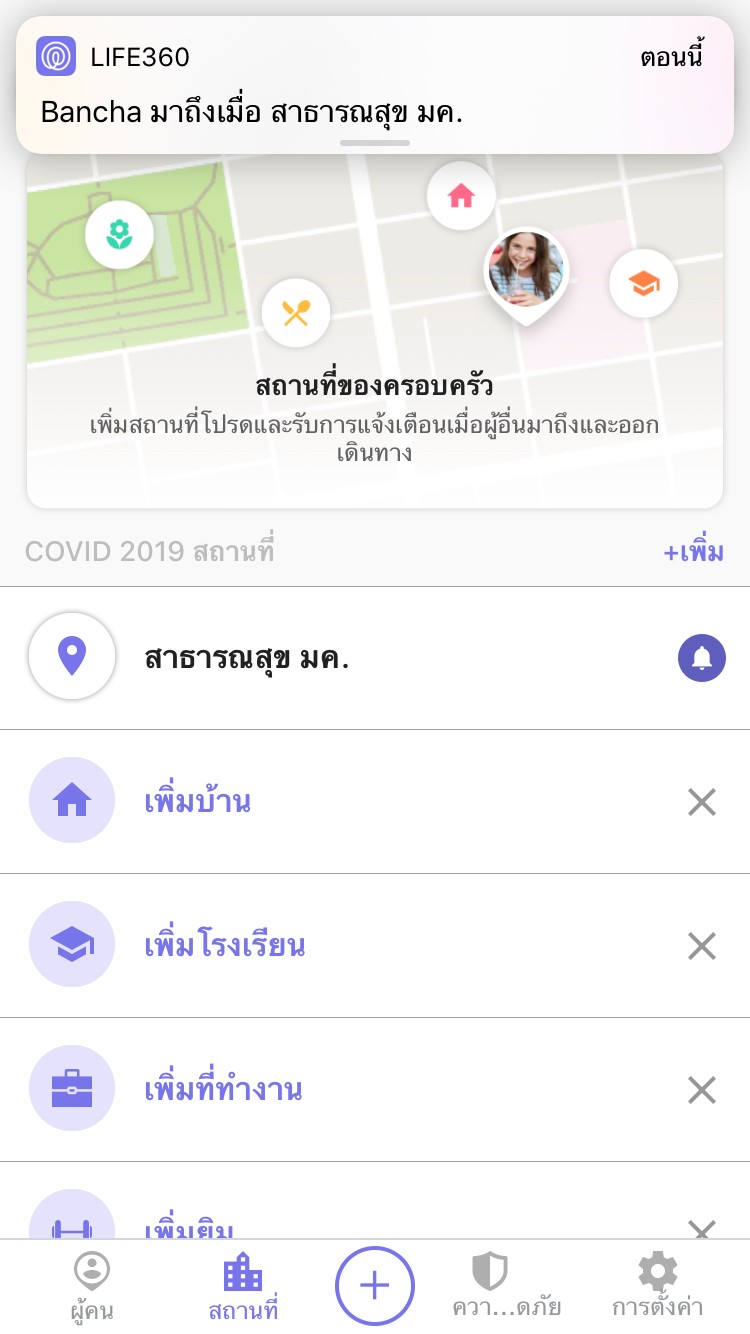 LIFE360
ตอนนี้
Bancha มาถึงเมื่อ สาธารณสุข มค.
สถานที่ของครอบครัว
เพิ่มสถานที่โปรดและรับการแจ้งเตือนเมื่อผู้อื่นมาถึงและออก
เดินทาง
COVID 2019 สถานที่
+เพิ่ม
สาธารณสุข มค.
เพิ่มบ้าน
เพิ่มโรงเรียน
เพิ่มที่ทำงาน
เพิ่มยิม
ผู้คน
สถานที่
ควา...ดภัย
การตั้งค่า